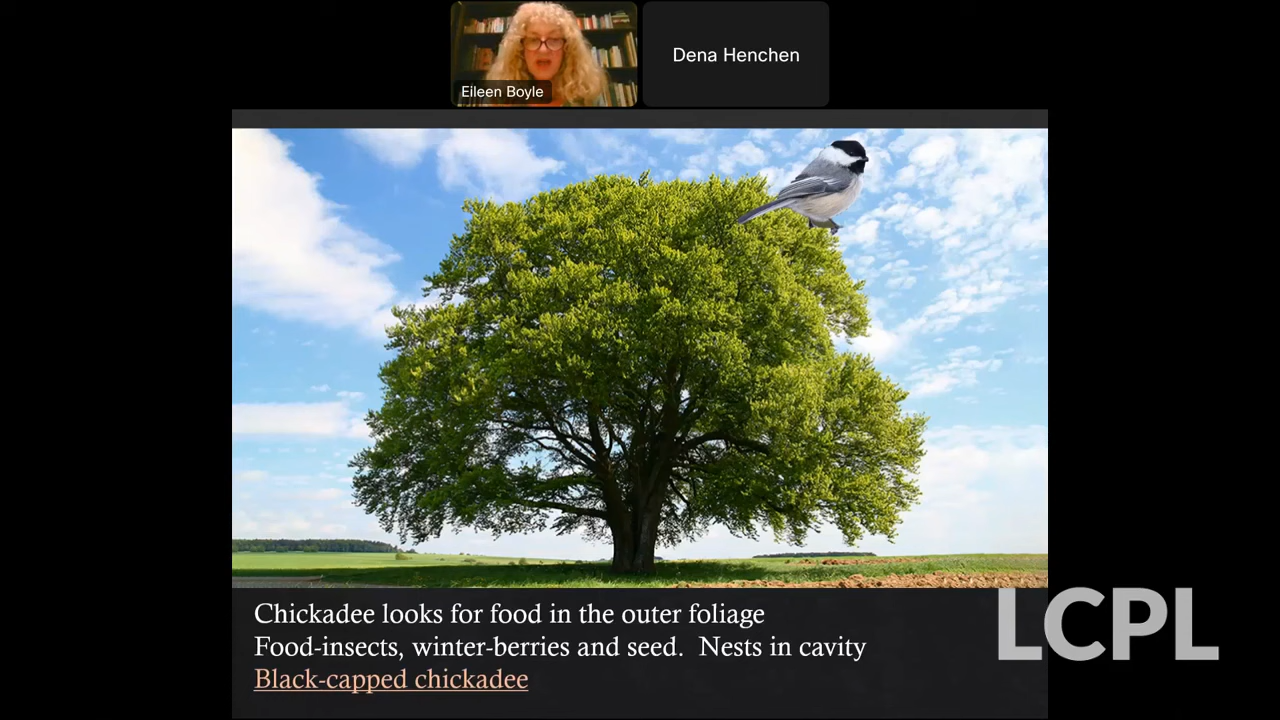 Eileen Boyle
Dena Henchen
Chickadee looks for food in the outer foliage
Food-insects, winter-berries and seed.  Nests in cavity
Black-capped chickadee
LCPL